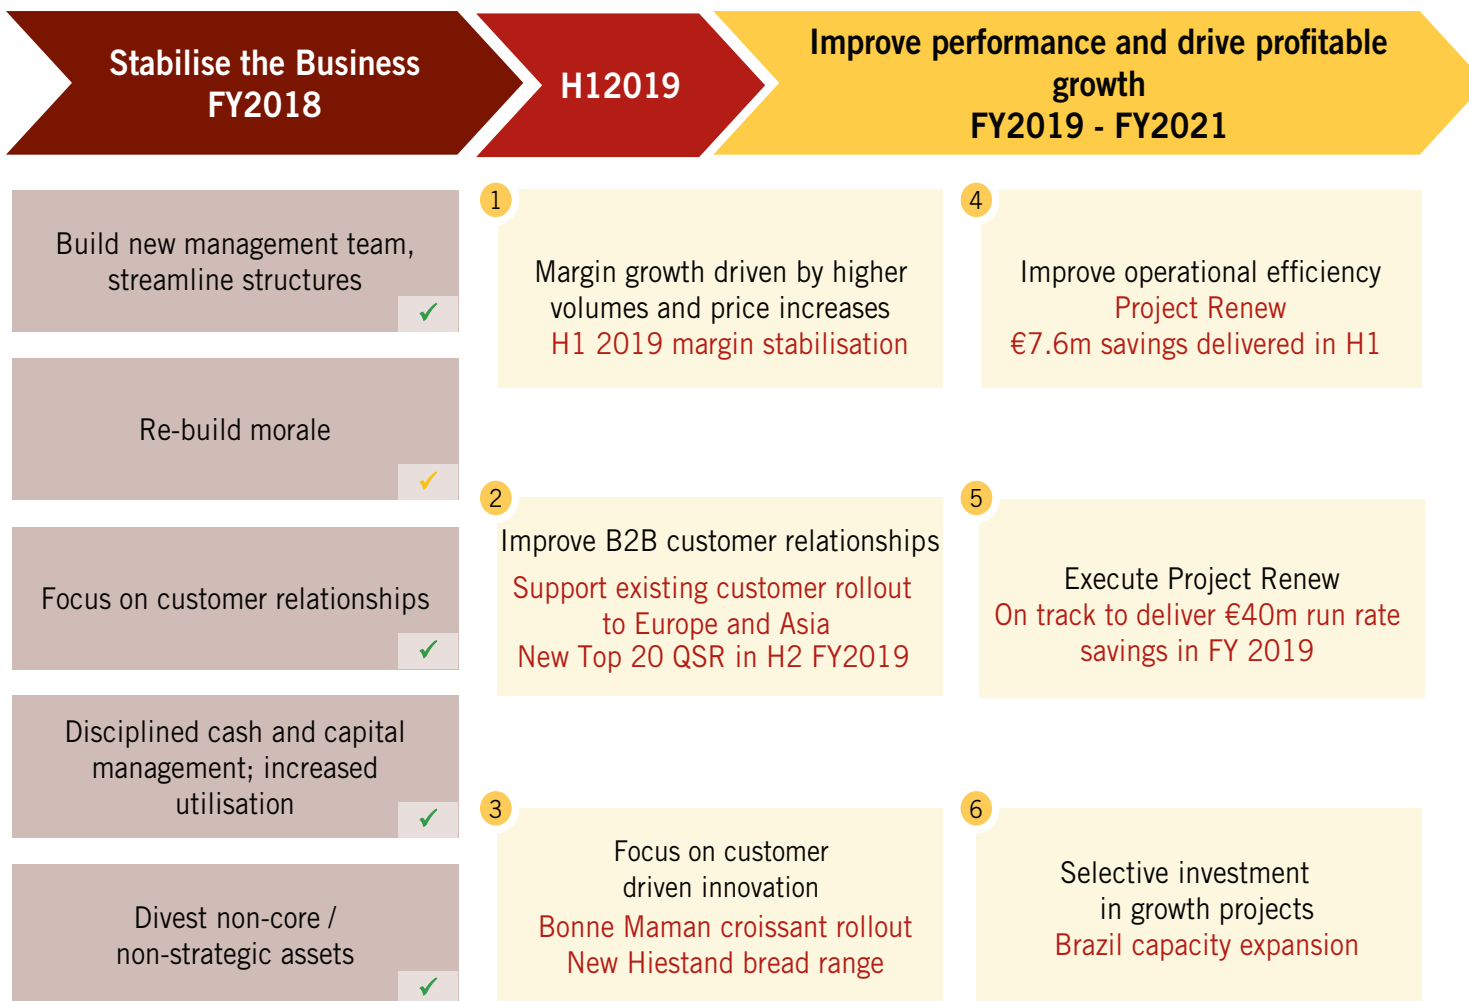 Stabilise the Business
FY2018
H12019
Improve performance and drive profitable
growth
FY2019 - FY2021
Build new management team,
streamline structures
✓
Re-build morale
✓
Focus on customer relationships
✓
Disciplined cash and capital
management; increased
utilisation
✓
Divest non-core /
non-strategic assets
✓
1
Margin growth driven by higher
volumes and price increases
H1 2019 margin stabilisation
2
Improve B2B customer relationships
Support existing customer rollout
to Europe and Asia
New Top 20 QSR in H2 FY2019
3
Focus on customer
driven innovation
Bonne Maman croissant rollout
New Hiestand bread range
4
Improve operational efficiency
Project Renew
€7.6m savings delivered in H1
5
Execute Project Renew
On track to deliver €40m run rate
savings in FY 2019
6
Selective investment
in growth projects
Brazil capacity expansion